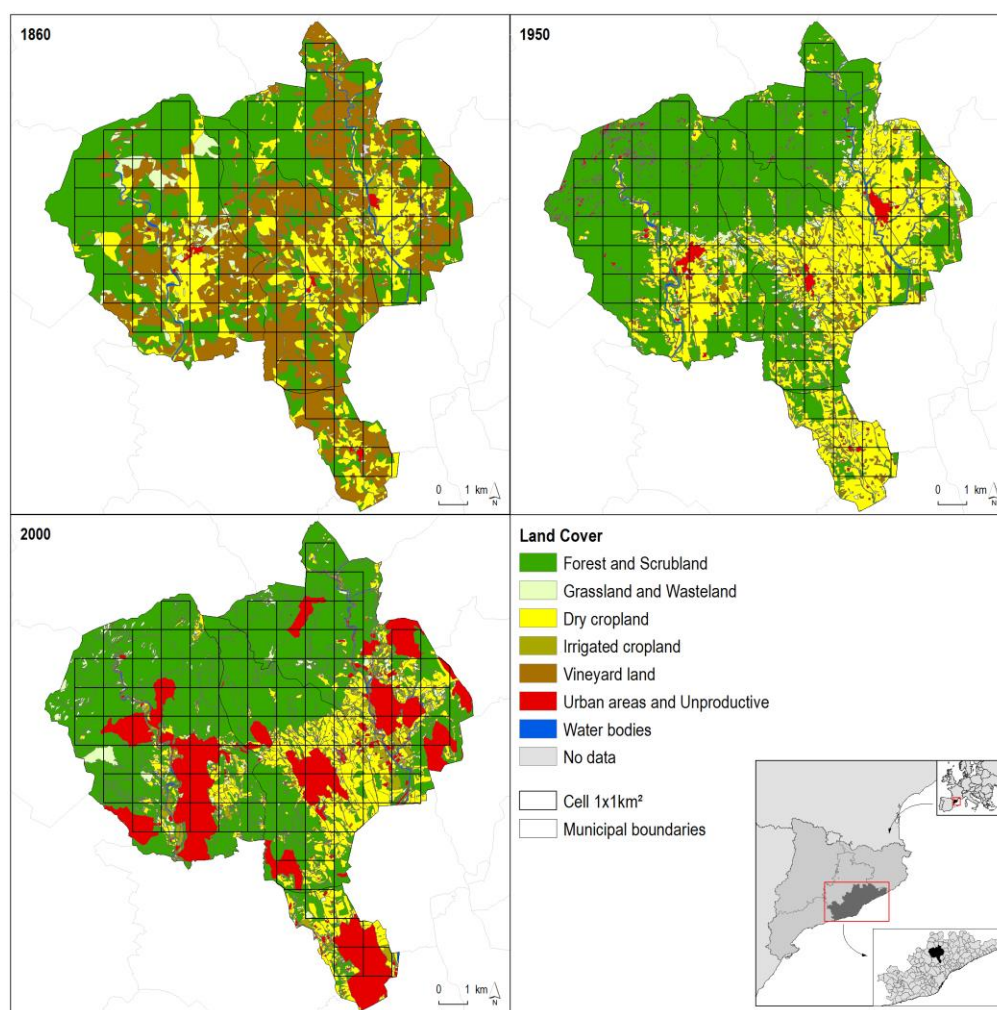 1860
0 1 km
N
1950
0 1 km
N
2000
0 1 km
N
Land Cover
Forest and Scrubland
Grassland and Wasteland
Dry cropland
Irrigated cropland
Vineyard land
Urban areas and Unproductive
Water bodies
No data
Cell 1x1km²
Municipal boundaries